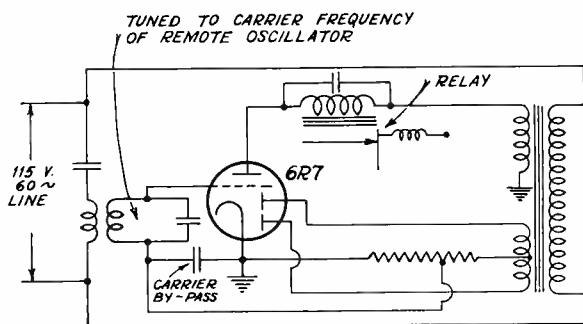 TUNED TO CARRIER FREQUENCY
OF REMOTE OSCILLATOR
RELAY
6R7
115 V.
60 ~
LINE
CARRIER
BY-PASS